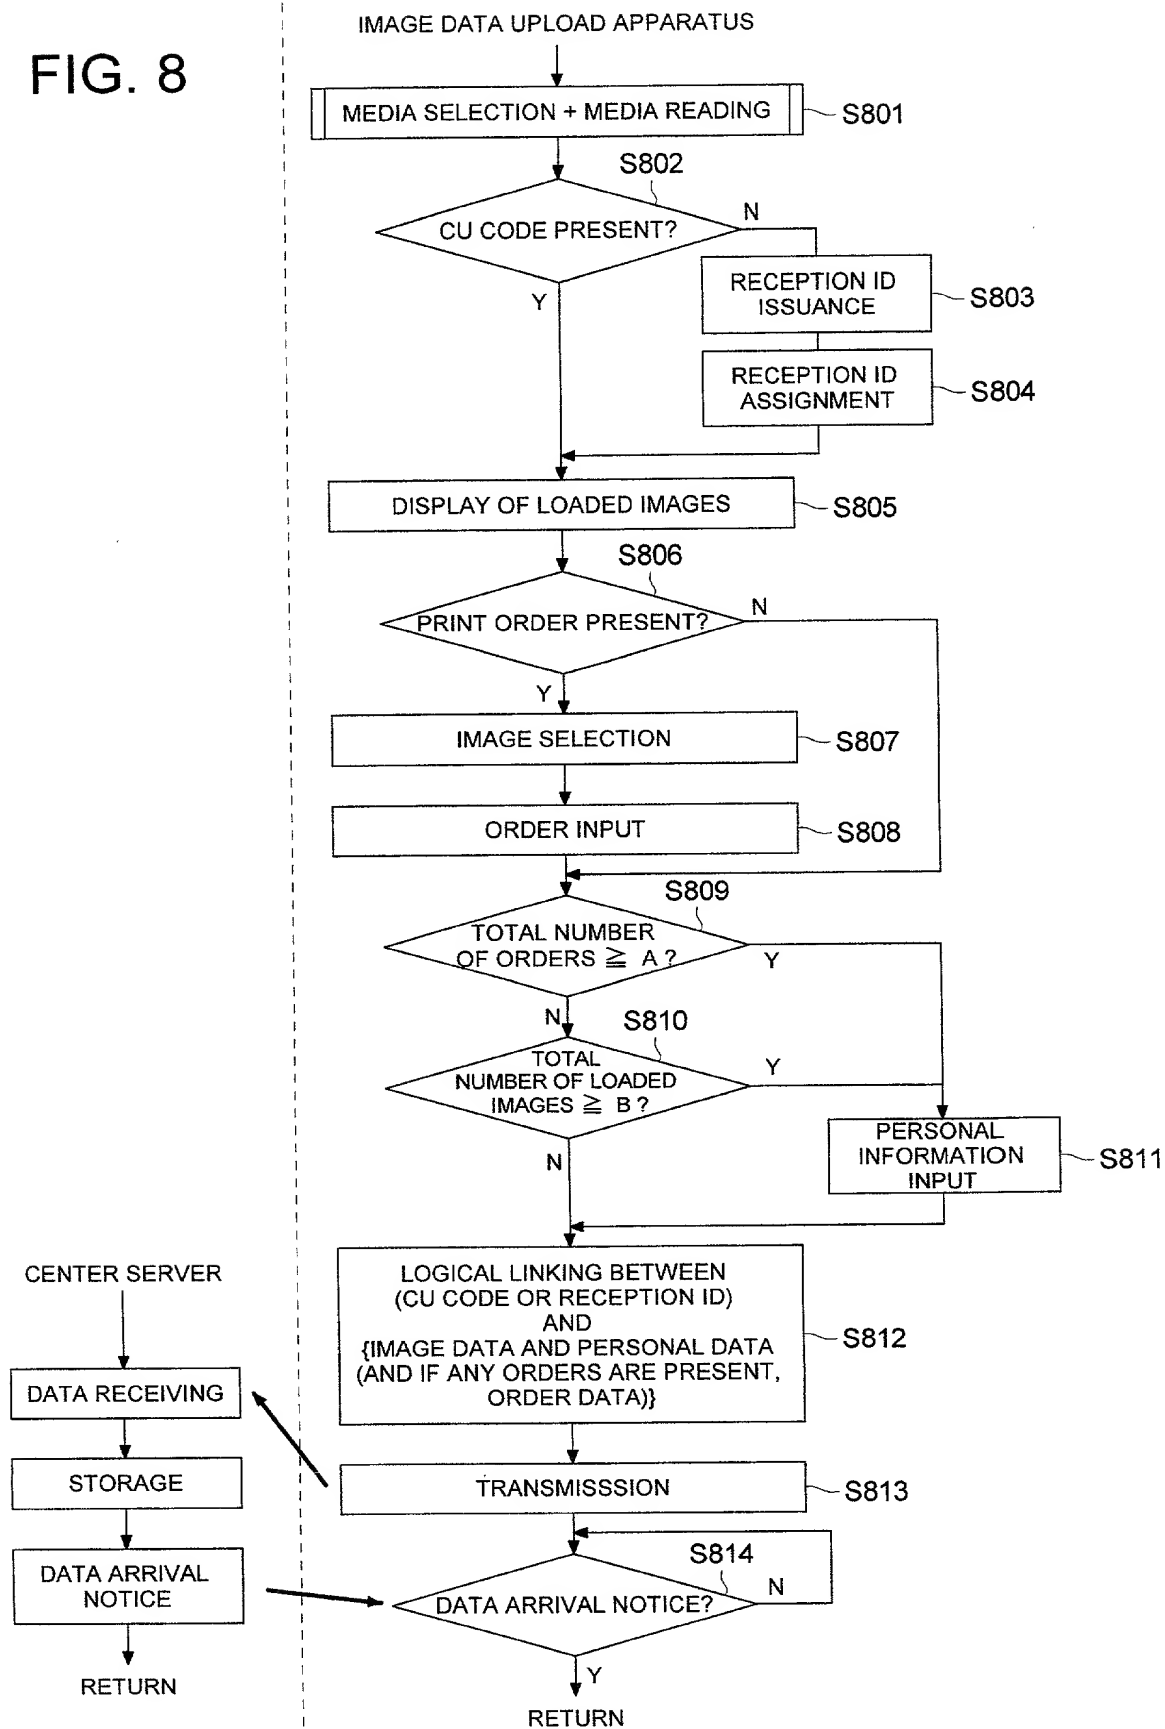 FIG. 8
IMAGE DATA UPLOAD APPARATUS
MEDIA SELECTION + MEDIA READING
S801
S802
CU CODE PRESENT?
N
Y
RECEPTION ID
ISSUANCE
S803
RECEPTION ID
ASSIGNMENT
S804
DISPLAY OF LOADED IMAGES
S805
S806
PRINT ORDER PRESENT?
N
Y
IMAGE SELECTION
S807
ORDER INPUT
S808
S809
TOTAL NUMBER
OF ORDERS ≧ A ?
Y
N
S810
TOTAL
NUMBER OF LOADED
IMAGES ≧ B ?
Y
N
PERSONAL
INFORMATION
INPUT
S811
LOGICAL LINKING BETWEEN
(CU CODE OR RECEPTION ID)
AND
{IMAGE DATA AND PERSONAL DATA
(AND IF ANY ORDERS ARE PRESENT,
ORDER DATA)}
S812
TRANSMISSSION
S813
S814
DATA ARRIVAL NOTICE?
N
Y
RETURN
CENTER SERVER
DATA RECEIVING
STORAGE
DATA ARRIVAL
NOTICE
RETURN